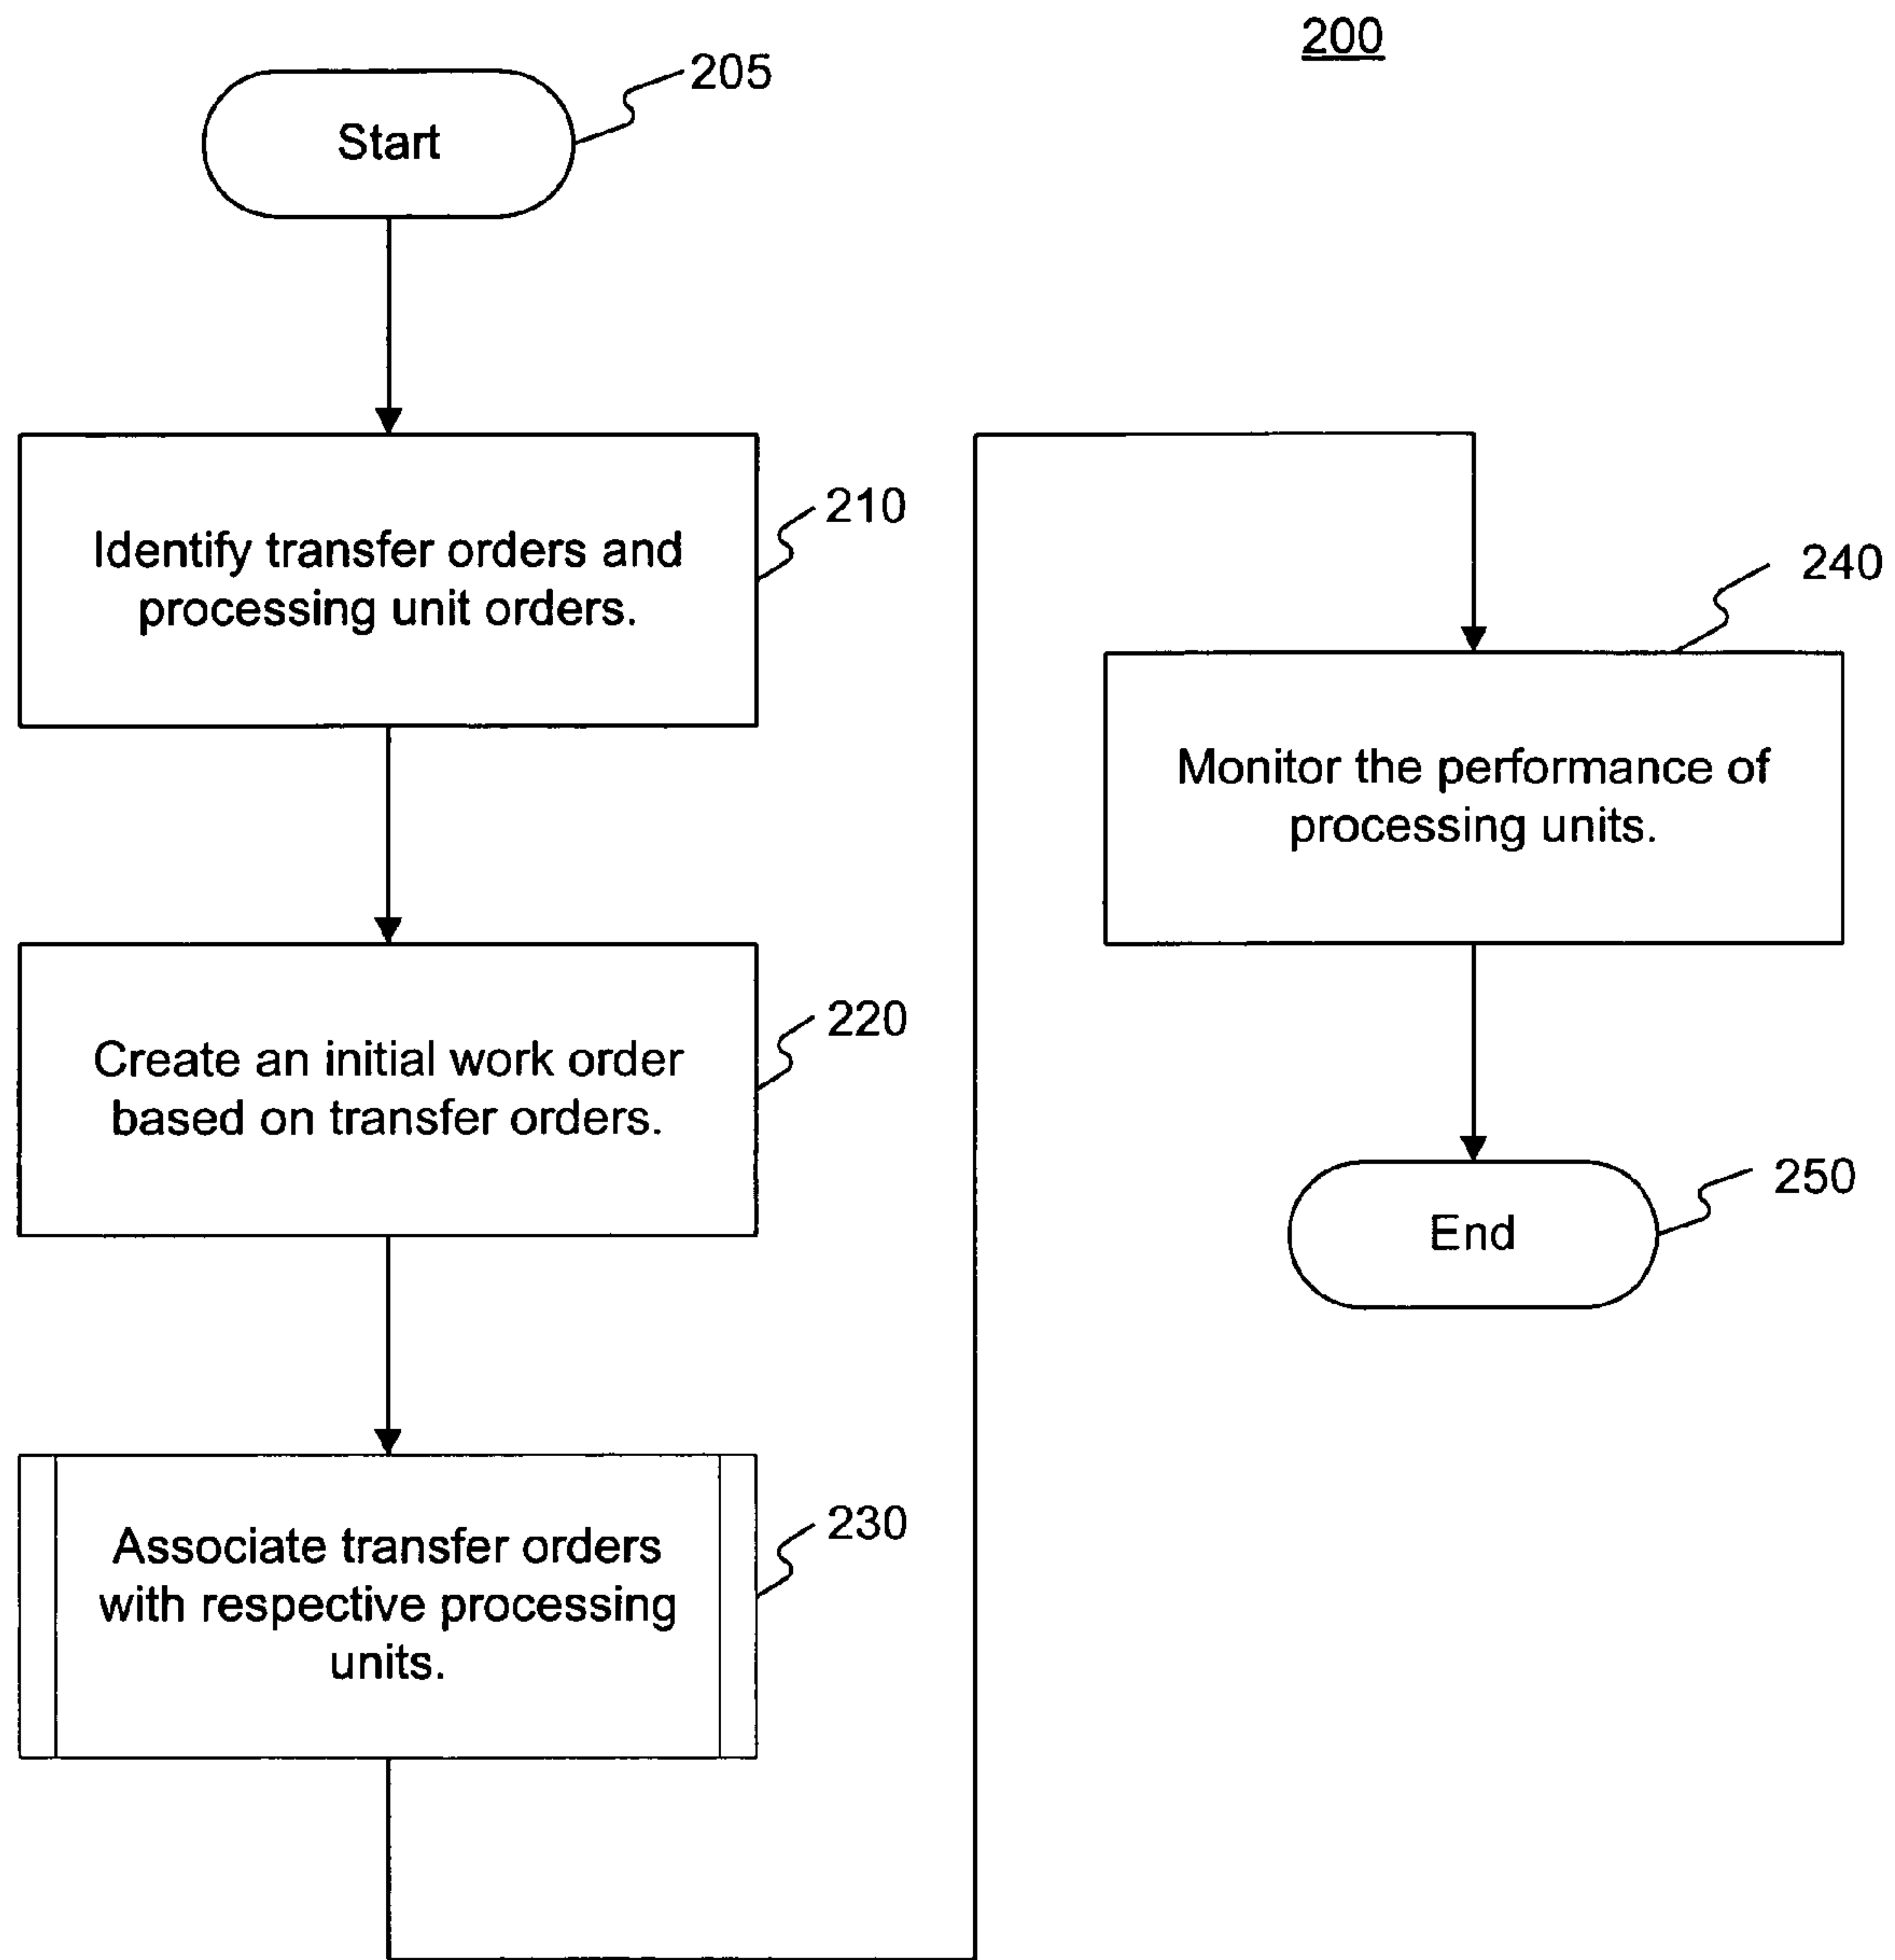 200
205
Start
210
Identify transfer orders and
processing unit orders.
220
Create an initial work order
based on transfer orders.
230
Associate transfer orders
with respective processing
units.
240
Monitor the performance of
processing units.
250
End